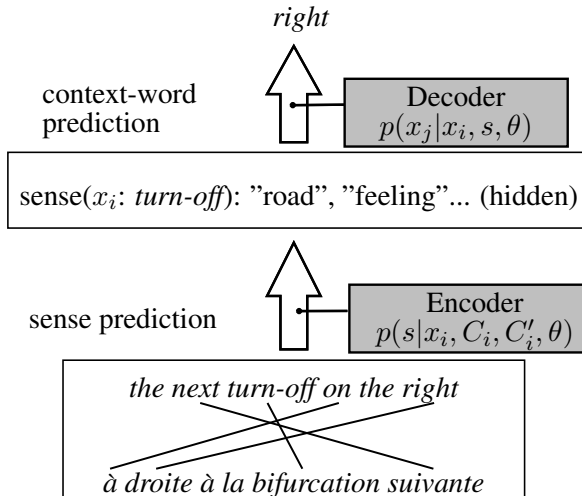 right
context-word
prediction
Decoder
p(x_j|x_i, s, θ)
sense(x_i: turn-off): ”road”, ”feeling”... (hidden)
sense prediction
Encoder
p(s|x_i, C_i, C'_i, θ)
the next turn-off on the right
à droite à la bifurcation suivante